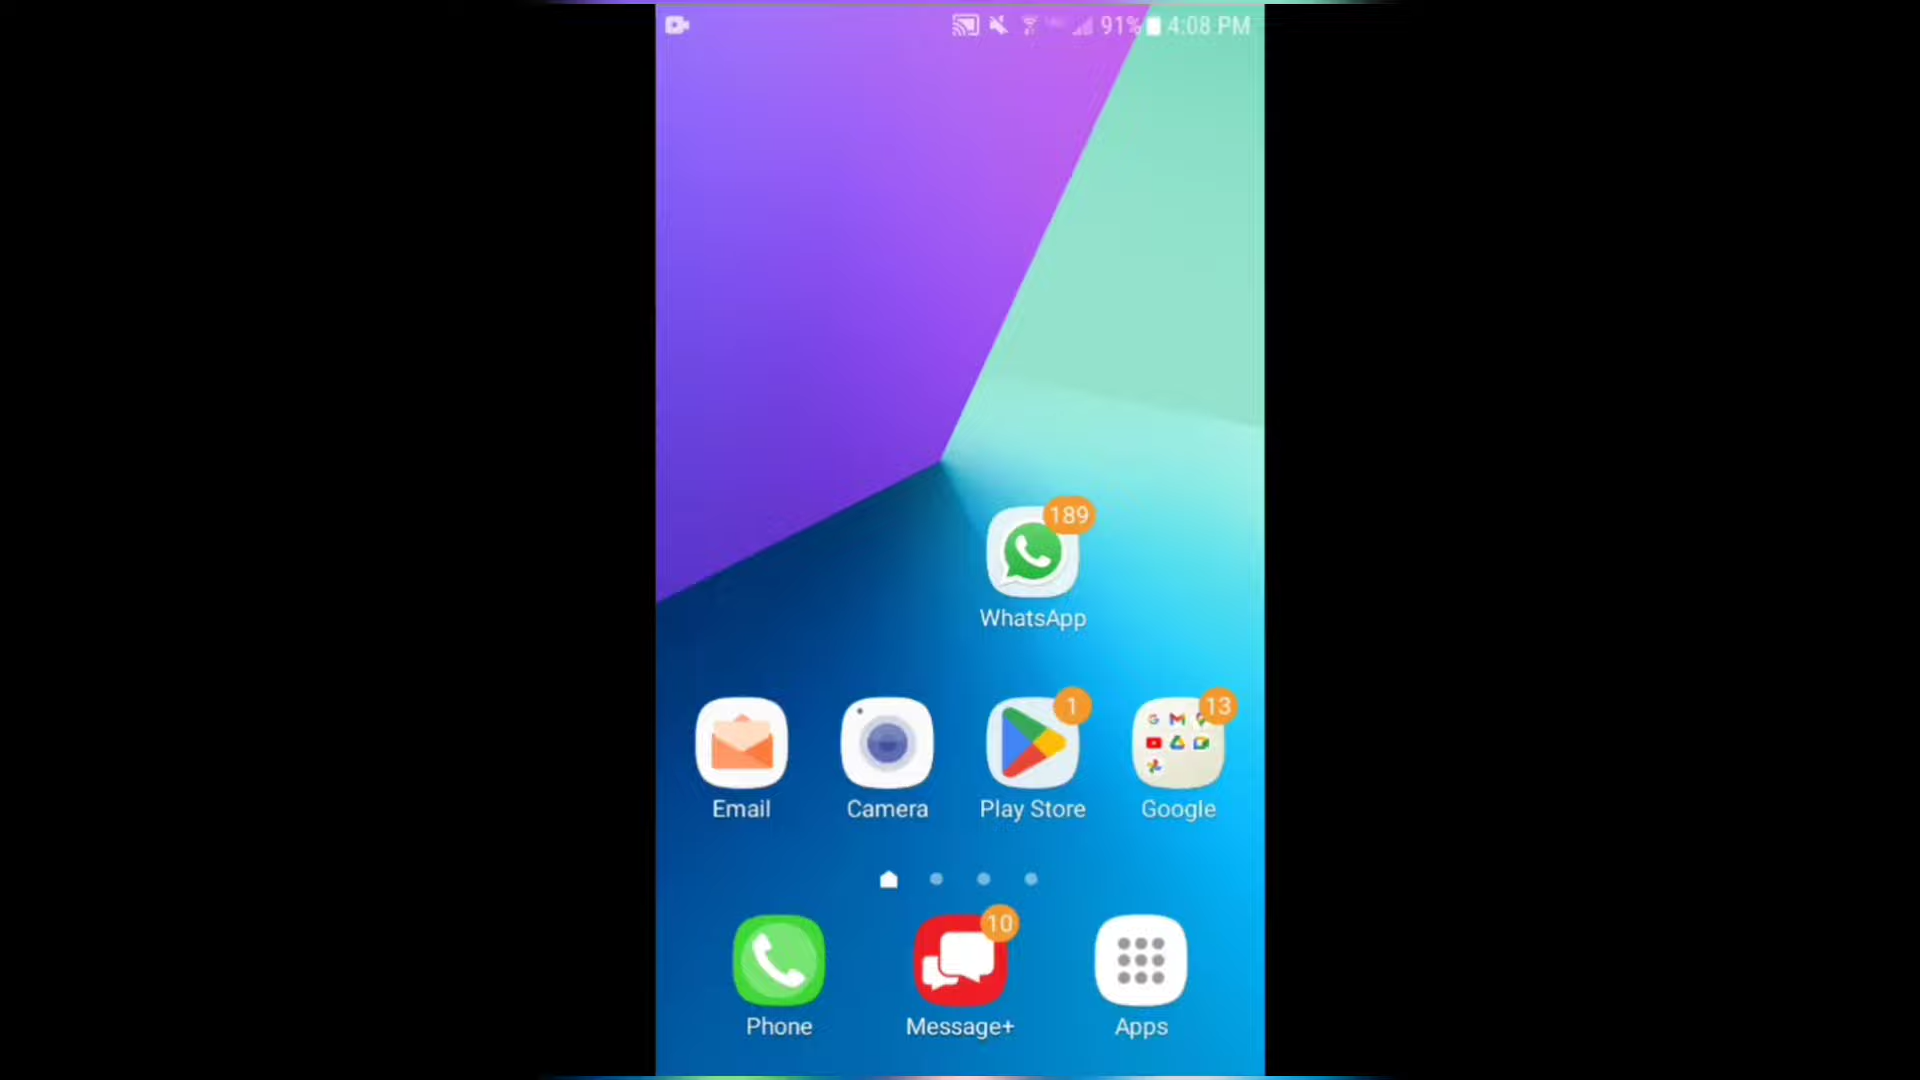 91% 4:08 PM
189
WhatsApp
1
13
Email
Camera
Play Store
Google
10
Phone
Message+
Apps